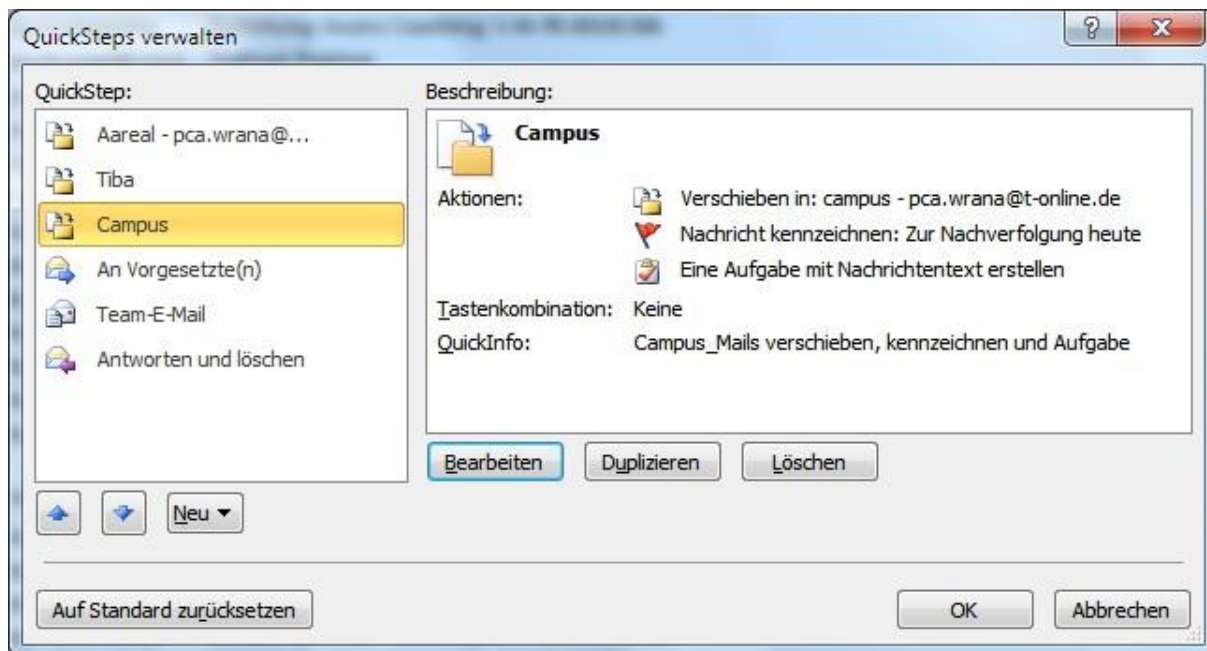 QuickSteps verwalten
QuickStep:
Aareal - pca.wrana@...
Tiba
Campus
An Vorgesetzte(n)
Team-E-Mail
Antworten und löschen
Neu
Beschreibung:
Campus
Aktionen:
Verschieben in: campus - pca.wrana@t-online.de
Nachricht kennzeichnen: Zur Nachverfolgung heute
Eine Aufgabe mit Nachrichtentext erstellen
Tastenkombination: Keine
QuickInfo: Campus_Mails verschieben, kennzeichnen und Aufgabe
Bearbeiten Duplizieren Löschen
Auf Standard zurücksetzen OK Abbrechen